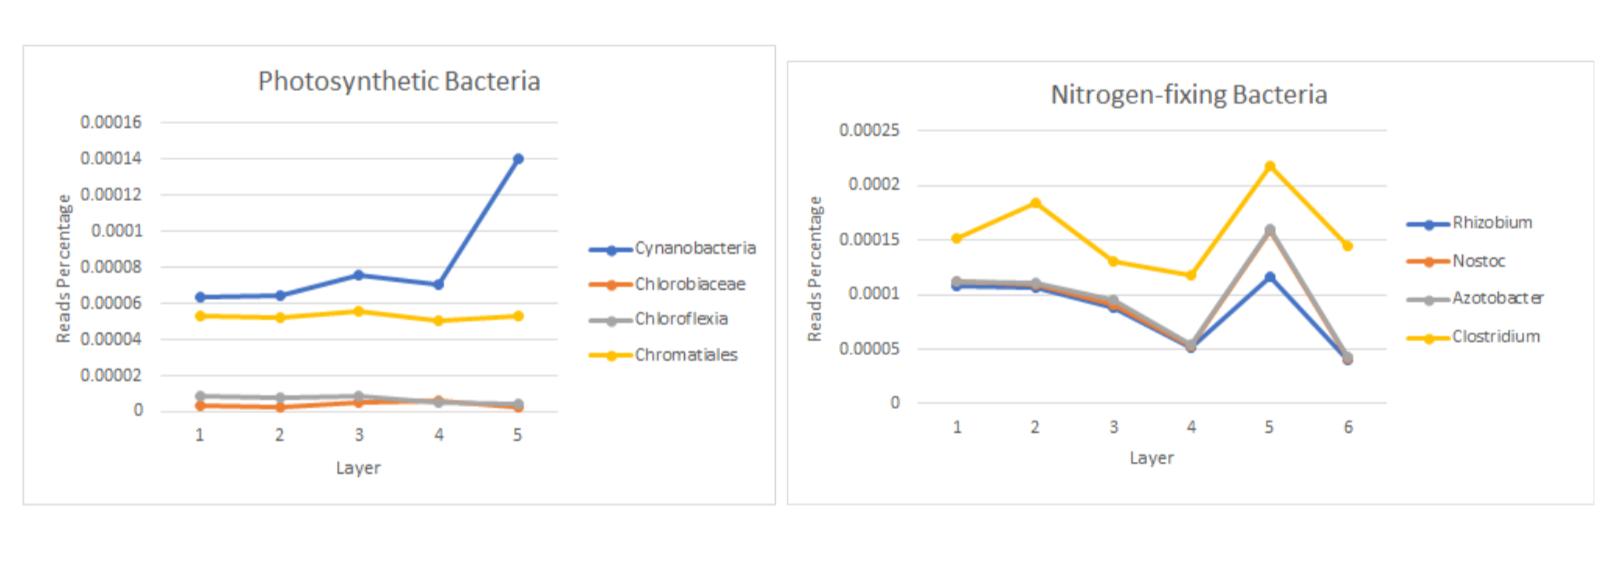 Photosynthetic Bacteria
0.00016
0.00014
0.00012
0.0001
0.00008
0.00006
0.00004
0.00002
0
Reads Percentage
1 2 3 4 5
Layer
Cynanobacteria
Chlorobiaceae
Chloroflexia
Chromatiales
Nitrogen-fixing Bacteria
0.00025
0.0002
0.00015
0.0001
0.00005
0
Reads Percentage
1 2 3 4 5 6
Layer
Rhizobium
Nostoc
Azotobacter
Clostridium